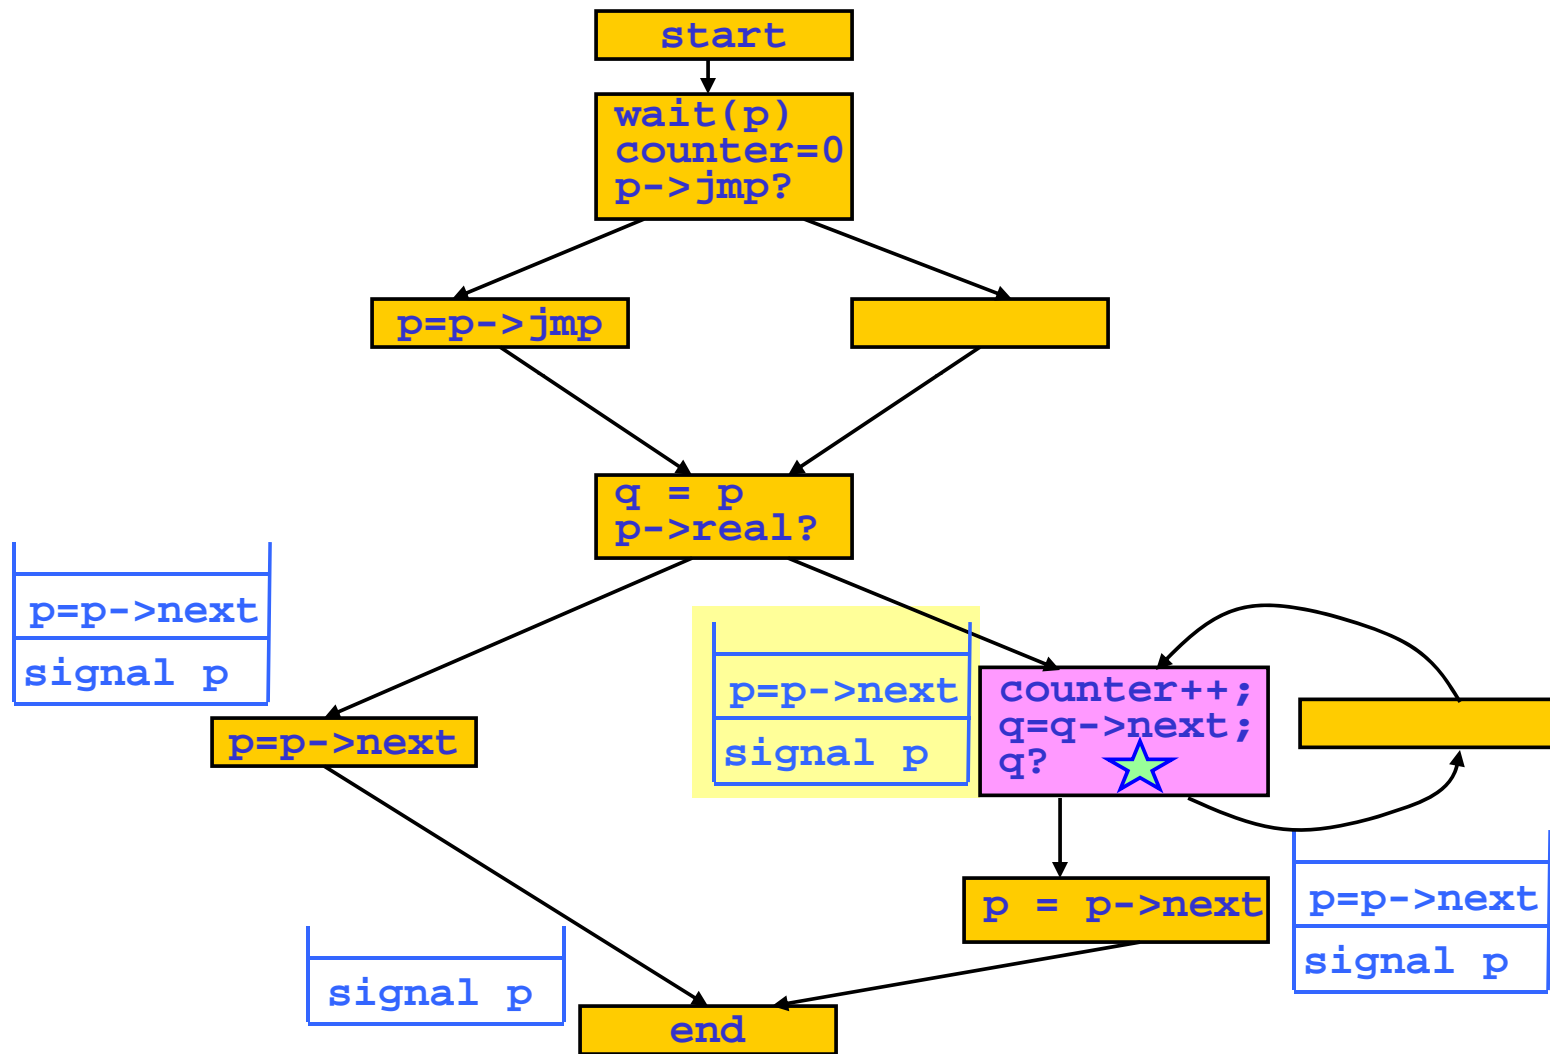 start
wait(p)
counter=0
p->jmp?
p=p->jmp
q = p
p->real?
p=p->next
signal p
p=p->next
signal p
counter++;
q=q->next;
q?
p=p->next
p = p->next
p=p->next
signal p
signal p
end